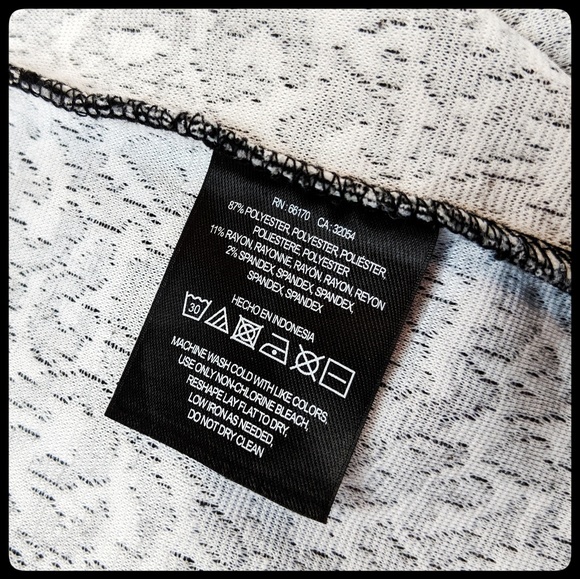 RN: 66170 CA: 32054
87% POLYESTER, POLYESTER, POLIÉSTER,
POLIESTERE, POLYESTER
11% RAYON, RAYONNE, RAYÓN, RAYON, REYON
2% SPANDEX, SPANDEX, SPANDEX,
SPANDEX, SPANDEX
HECHO EN INDONESIA
30
MACHINE WASH COLD WITH LIKE COLORS,
USE ONLY NON-CHLORINE BLEACH,
RESHAPE LAY FLAT TO DRY,
LOW IRON AS NEEDED,
DO NOT DRY CLEAN